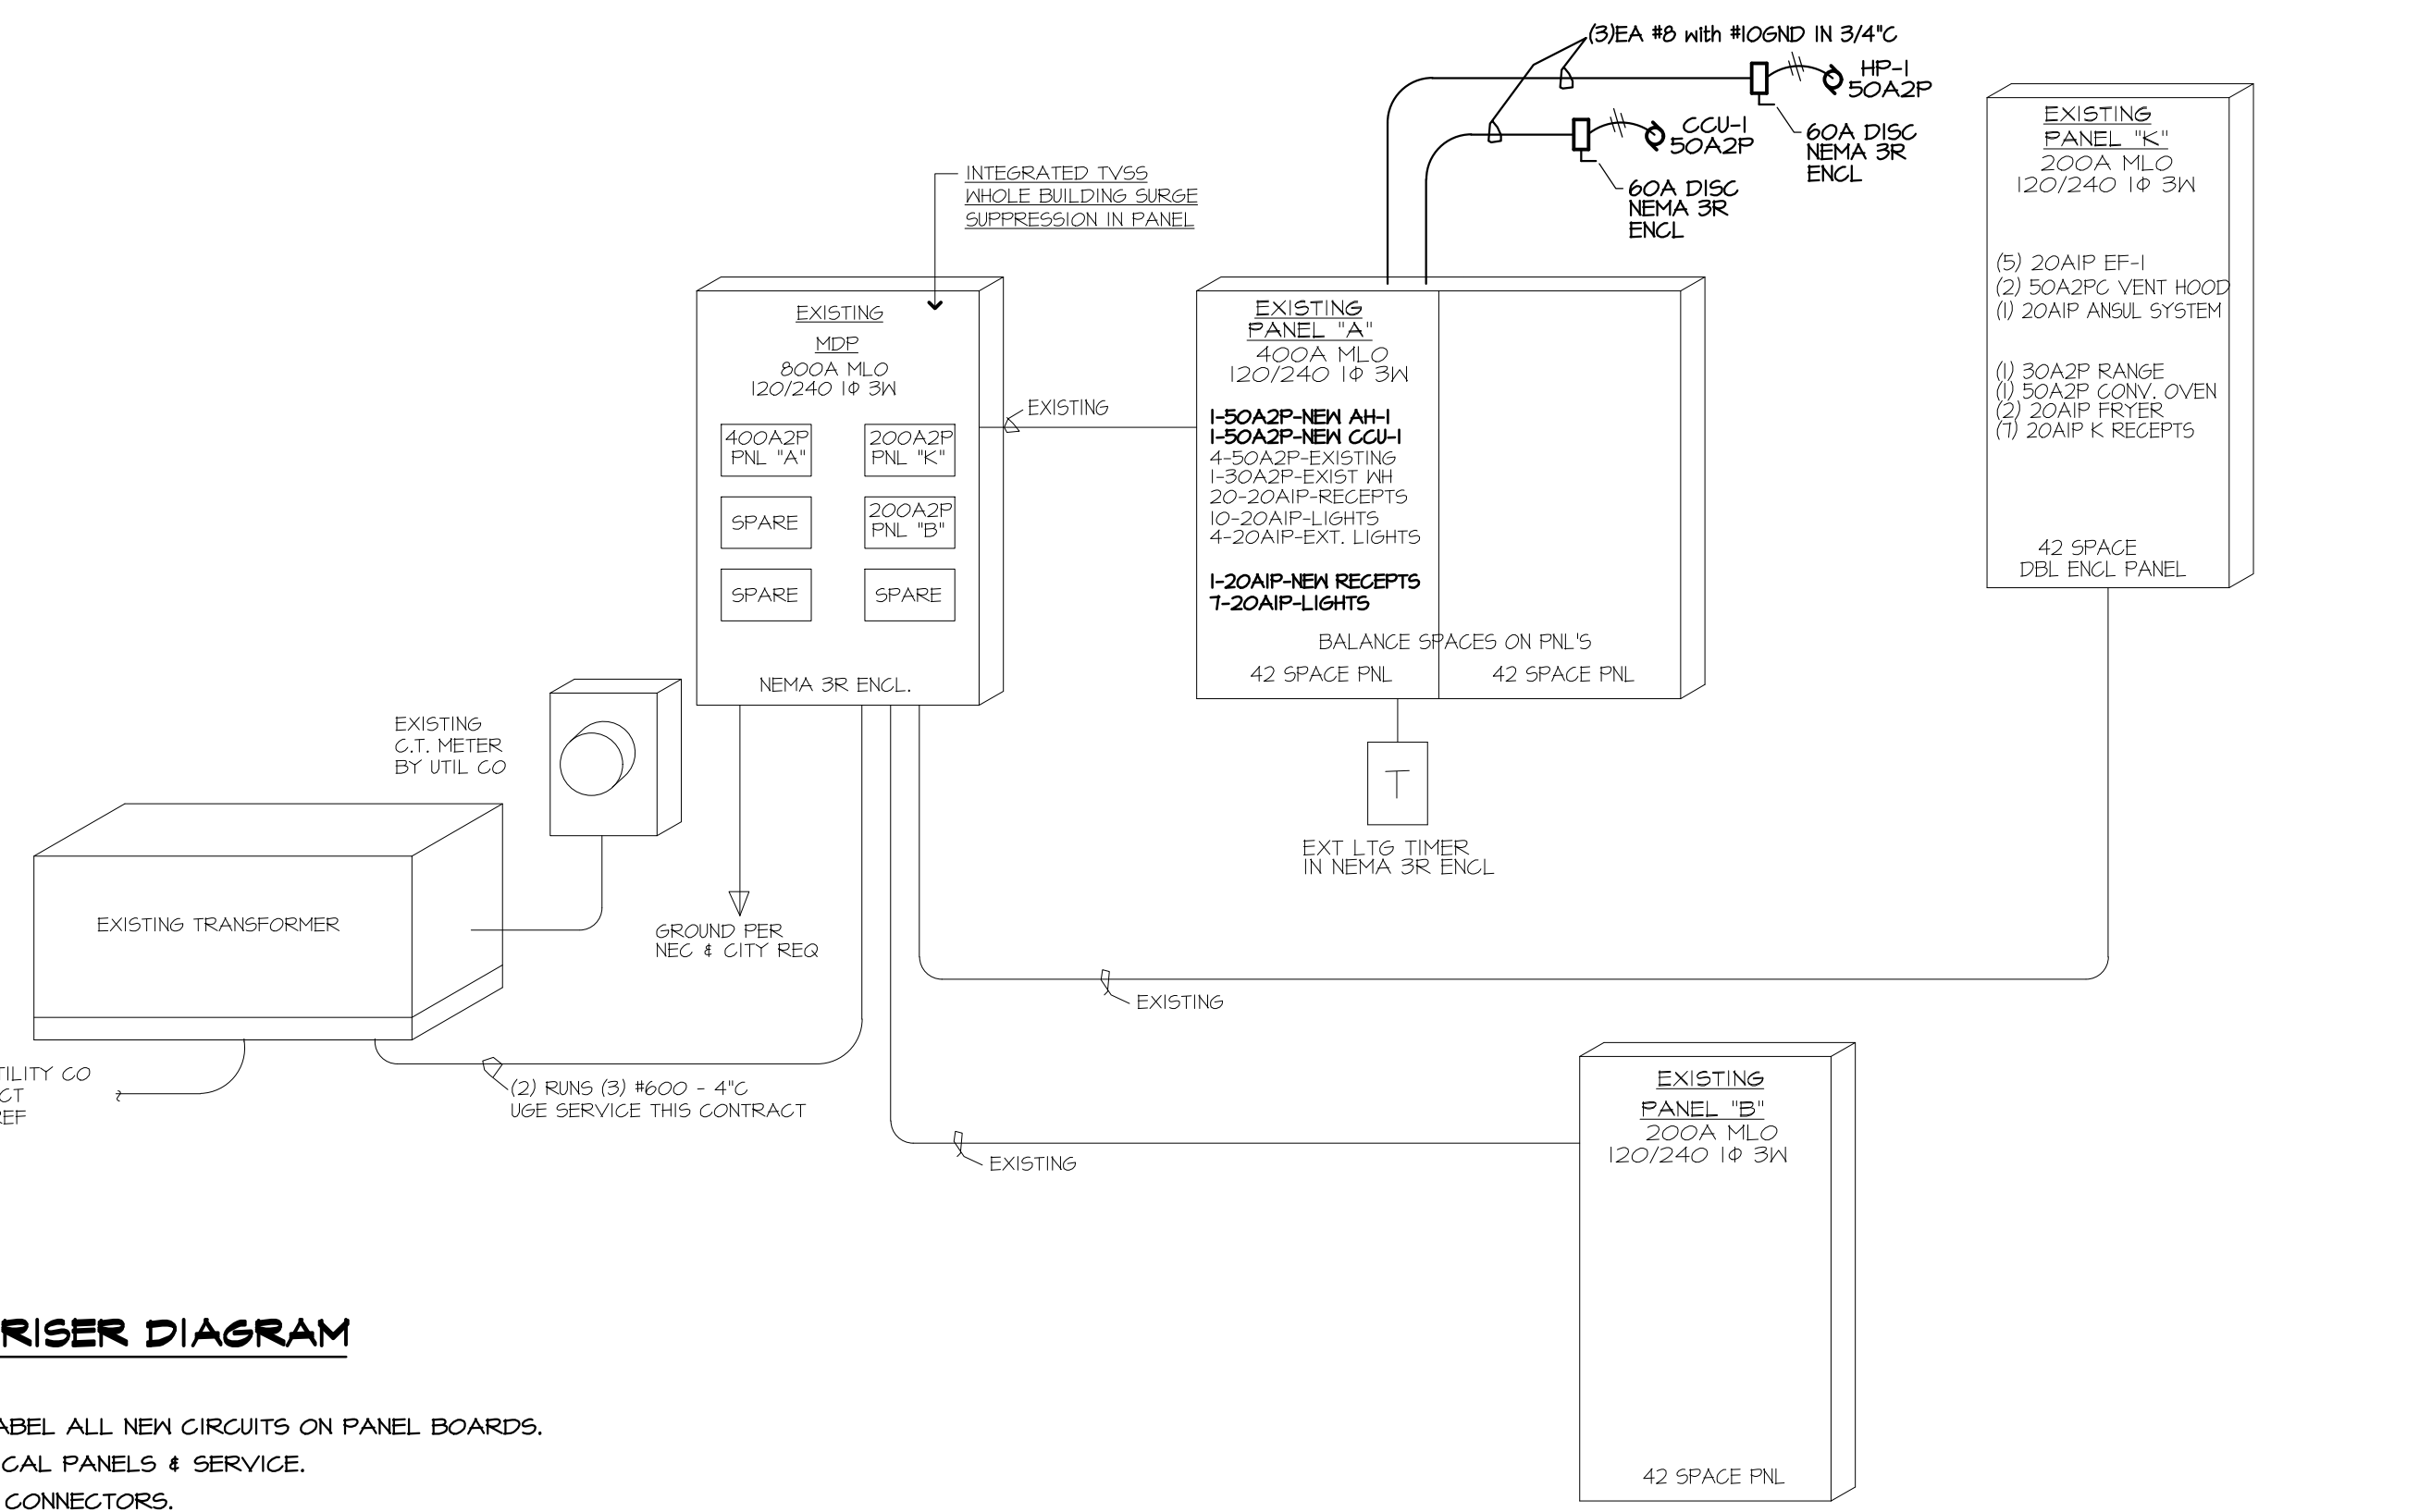 (3)EA #8 with #10GND IN 3/4"C
HP-1
50A2P
CCU-1
50A2P
60A DISC
NEMA 3R
ENCL
60A DISC
NEMA 3R
ENCL
INTEGRATED TVSS
WHOLE BUILDING SURGE
SUPPRESSION IN PANEL
EXISTING
MDP
800A MLO
120/240 1Φ 3W
400A2P
PNL "A"
200A2P
PNL "K"
SPARE
200A2P
PNL "B"
SPARE
SPARE
NEMA 3R ENCL.
EXISTING
EXISTING
PANEL "A"
400A MLO
120/240 1Φ 3W
1-50A2P-NEW AH-1
1-50A2P-NEW CCU-1
4-50A2P-EXISTING
1-30A2P-EXIST WH
20-20A1P-RECEPTS
10-20A1P-LIGHTS
4-20A1P-EXT. LIGHTS
1-20A1P-NEW RECEPTS
7-20A1P-LIGHTS
BALANCE SPACES ON PNL'S
42 SPACE PNL
42 SPACE PNL
T
EXT LTG TIMER
IN NEMA 3R ENCL
EXISTING
PANEL "K"
200A MLO
120/240 1Φ 3W
(5) 20A1P EF-1
(2) 50A2PC VENT HOOD
(1) 20A1P ANSUL SYSTEM
(1) 30A2P RANGE
(1) 50A2P CONV. OVEN
(2) 20A1P FRYER
(7) 20A1P K RECEPTS
42 SPACE
DBL ENCL PANEL
EXISTING
C.T. METER
BY UTIL CO
EXISTING TRANSFORMER
GROUND PER
NEC & CITY REQ
EXISTING
TILITY CO
CT
REF
(2) RUNS (3) #600 - 4"C
UGE SERVICE THIS CONTRACT
EXISTING
EXISTING
PANEL "B"
200A MLO
120/240 1Φ 3W
42 SPACE PNL
RISER DIAGRAM
ABEL ALL NEW CIRCUITS ON PANEL BOARDS.
CAL PANELS & SERVICE.
CONNECTORS.